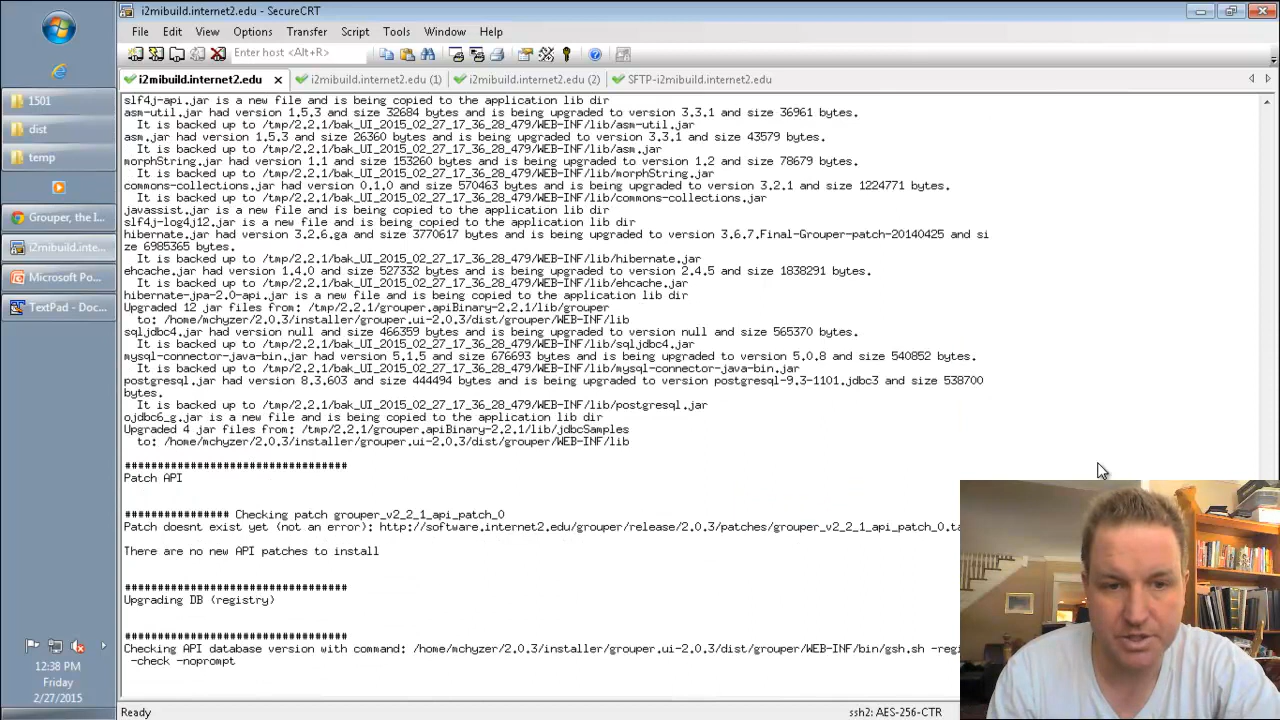 i2mibuild.internet2.edu - SecureCRT
File Edit View Options Transfer Script Tools Window Help
Enter host <Alt+R>
i2mibuild.internet2.edu
i2mibuild.internet2.edu (1)
i2mibuild.internet2.edu (2)
SFTP-i2mibuild.internet2.edu
1501
dist
temp
Grouper, the I...
i2mibuild.inte...
Microsoft Po...
TextPad - Doc...
12:38 PM
Friday
2/27/2015
slf4j-api.jar is a new file and is being copied to the application lib dir
asm-util.jar had version 1.5.3 and size 32684 bytes and is being upgraded to version 3.3.1 and size 36961 bytes.
It is backed up to /tmp/2.2.1/bak_UI_2015_02_27_17_36_28_479/WEB-INF/lib/asm-util.jar
asm.jar had version 1.5.3 and size 26360 bytes and is being upgraded to version 3.3.1 and size 43579 bytes.
It is backed up to /tmp/2.2.1/bak_UI_2015_02_27_17_36_28_479/WEB-INF/lib/asm.jar
morphString.jar had version 1.1 and size 153260 bytes and is being upgraded to version 1.2 and size 78679 bytes.
It is backed up to /tmp/2.2.1/bak_UI_2015_02_27_17_36_28_479/WEB-INF/lib/morphString.jar
commons-collections.jar had version 0.1.0 and size 570463 bytes and is being upgraded to version 3.2.1 and size 1224771 bytes.
It is backed up to /tmp/2.2.1/bak_UI_2015_02_27_17_36_28_479/WEB-INF/lib/commons-collections.jar
javassist.jar is a new file and is being copied to the application lib dir
slf4j-log4j12.jar is a new file and is being copied to the application lib dir
hibernate.jar had version 3.2.6.ga and size 3770617 bytes and is being upgraded to version 3.6.7.Final-Grouper-patch-20140425 and si
ze 6985365 bytes.
It is backed up to /tmp/2.2.1/bak_UI_2015_02_27_17_36_28_479/WEB-INF/lib/hibernate.jar
ehcache.jar had version 1.4.0 and size 527332 bytes and is being upgraded to version 2.4.5 and size 1838291 bytes.
It is backed up to /tmp/2.2.1/bak_UI_2015_02_27_17_36_28_479/WEB-INF/lib/ehcache.jar
hibernate-jpa-2.0-api.jar is a new file and is being copied to the application lib dir
Upgraded 12 jar files from: /tmp/2.2.1/grouper.apiBinary-2.2.1/lib/grouper
to: /home/mchyzer/2.0.3/installer/grouper.ui-2.0.3/dist/grouper/WEB-INF/lib
sqljdbc4.jar had version null and size 466359 bytes and is being upgraded to version null and size 565370 bytes.
It is backed up to /tmp/2.2.1/bak_UI_2015_02_27_17_36_28_479/WEB-INF/lib/sqljdbc4.jar
mysql-connector-java-bin.jar had version 5.1.5 and size 676693 bytes and is being upgraded to version 5.0.8 and size 540852 bytes.
It is backed up to /tmp/2.2.1/bak_UI_2015_02_27_17_36_28_479/WEB-INF/lib/mysql-connector-java-bin.jar
postgresql.jar had version 8.3.603 and size 444494 bytes and is being upgraded to version postgresql-9.3-1101.jdbc3 and size 538700
bytes.
It is backed up to /tmp/2.2.1/bak_UI_2015_02_27_17_36_28_479/WEB-INF/lib/postgresql.jar
ojdbc6_g.jar is a new file and is being copied to the application lib dir
Upgraded 4 jar files from: /tmp/2.2.1/grouper.apiBinary-2.2.1/lib/jdbcSamples
to: /home/mchyzer/2.0.3/installer/grouper.ui-2.0.3/dist/grouper/WEB-INF/lib
##################################
Patch API
################ Checking patch grouper_v2_2_1_api_patch_0
Patch doesnt exist yet (not an error): http://software.internet2.edu/grouper/release/2.0.3/patches/grouper_v2_2_1_api_patch_0.ta
There are no new API patches to install
##################################
Upgrading DB (registry)
##################################
Checking API database version with command: /home/mchyzer/2.0.3/installer/grouper.ui-2.0.3/dist/grouper/WEB-INF/bin/gsh.sh -regi
-check -noprompt
Ready
ssh2: AES-256-CTR